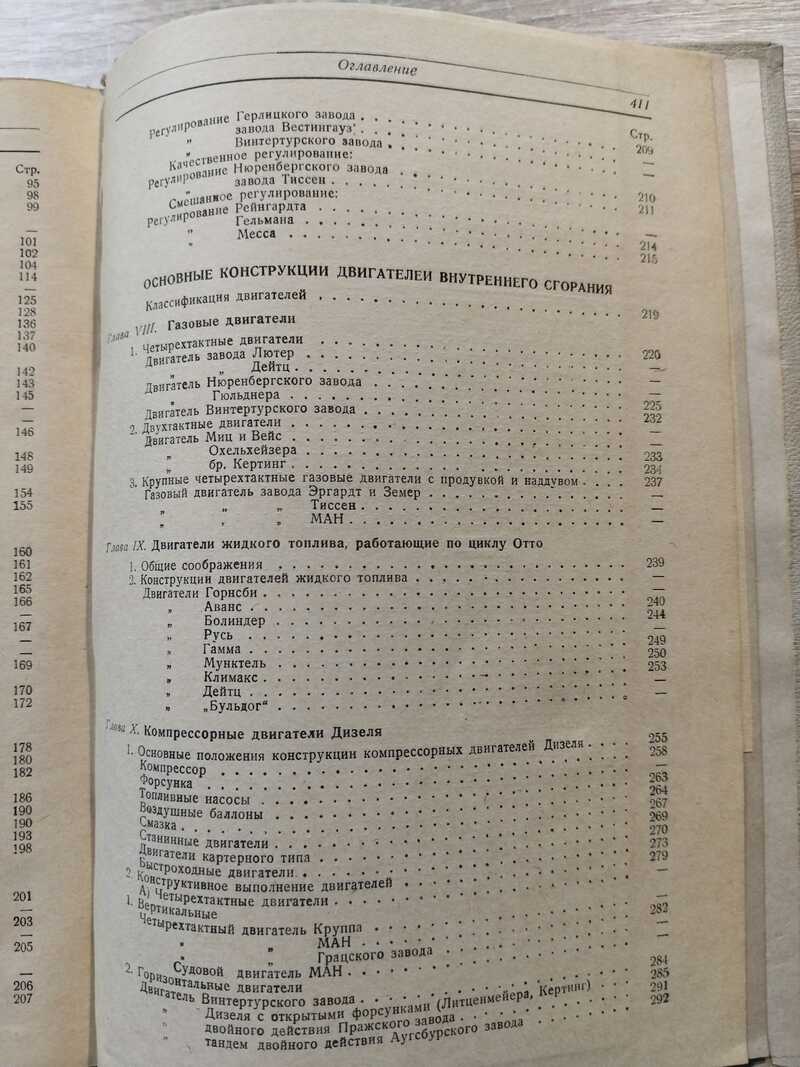 Стр.
95
98
99
—
101
102
104
114
—
125
128
136
137
140
142
143
145
—
—
146
148
149
154
155
160
161
162
165
166
—
167
—
—
169
170
172
178
180
182
186
190
190
193
198
201
—
203
—
205
—
206
207
Оглавление
411
Стр.
Регулирование Герлицкого завода . . . . 209
" завода Вестингауз . . . . —
" Винтертурского завода . . . . —
Качественное регулирование:
Регулирование Нюренбергского завода . . . . 210
" завода Тиссен . . . . 211
Смешанное регулирование:
Регулирование Рейнгардта . . . . —
" Гельмана . . . . 214
" Месса . . . . 215
ОСНОВНЫЕ КОНСТРУКЦИИ ДВИГАТЕЛЕЙ ВНУТРЕННЕГО СГОРАНИЯ
Классификация двигателей . . . . 219
Глава VIII. Газовые двигатели
1. Четырехтактные двигатели . . . . 220
Двигатель завода Лютер . . . . —
" " Дейтц . . . . —
Двигатель Нюренбергского завода . . . . —
" Гюльднера . . . . 225
Двигатель Винтертурского завода . . . . 232
2. Двухтактные двигатели . . . . —
Двигатель Миц и Вейс . . . . —
" Охельхейзера . . . . 233
" бр. Кертинг . . . . 234
3. Крупные четырехтактные газовые двигатели с продувкой и наддувом . . . . 237
Газовый двигатель завода Эргардт и Земер . . . . —
" " " Тиссен . . . . —
" " " МАН . . . . —
Глава IX. Двигатели жидкого топлива, работающие по циклу Отто
1. Общие соображения . . . . 239
2. Конструкции двигателей жидкого топлива . . . . —
Двигатели Горнсби . . . .
" Аванс . . . . 240
" Болиндер . . . . 244
" Русь . . . . —
" Гамма . . . . 249
" Мунктель . . . . 250
" Климакс . . . . 253
" Дейтц . . . . —
" „Бульдог“ . . . . —
Глава X. Компрессорные двигатели Дизеля
1. Основные положения конструкции компрессорных двигателей Дизеля . . . . 255
Компрессор . . . . 258
Форсунка . . . . —
Топливные насосы . . . . 263
Воздушные баллоны . . . . 264
Смазка . . . . 267
Станинные двигатели . . . . 269
Двигатели картерного типа . . . . 270
Быстроходные двигатели . . . . 273
2. Конструктивное выполнение двигателей . . . . 279
А) Четырехтактные двигатели . . . . —
1. Вертикальные
Четырехтактный двигатель Круппа . . . . 282
" " МАН . . . . —
" " Грацского завода . . . . —
Судовой двигатель МАН . . . . —
2. Горизонтальные двигатели
Двигатель Винтертурского завода . . . . 284
" Дизеля с открытыми форсунками (Литценмейера, Кертинг) . . . . 285
" двойного действия Пражского завода . . . . 291
" тандем двойного действия Аугсбурского завода . . . . 292